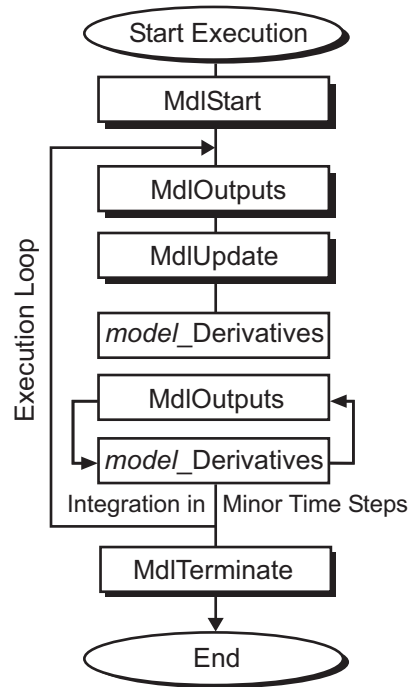 Start Execution
MdlStart
MdlOutputs
MdlUpdate
model_Derivatives
Execution Loop
MdlOutputs
model_Derivatives
Integration in Minor Time Steps
MdlTerminate
End